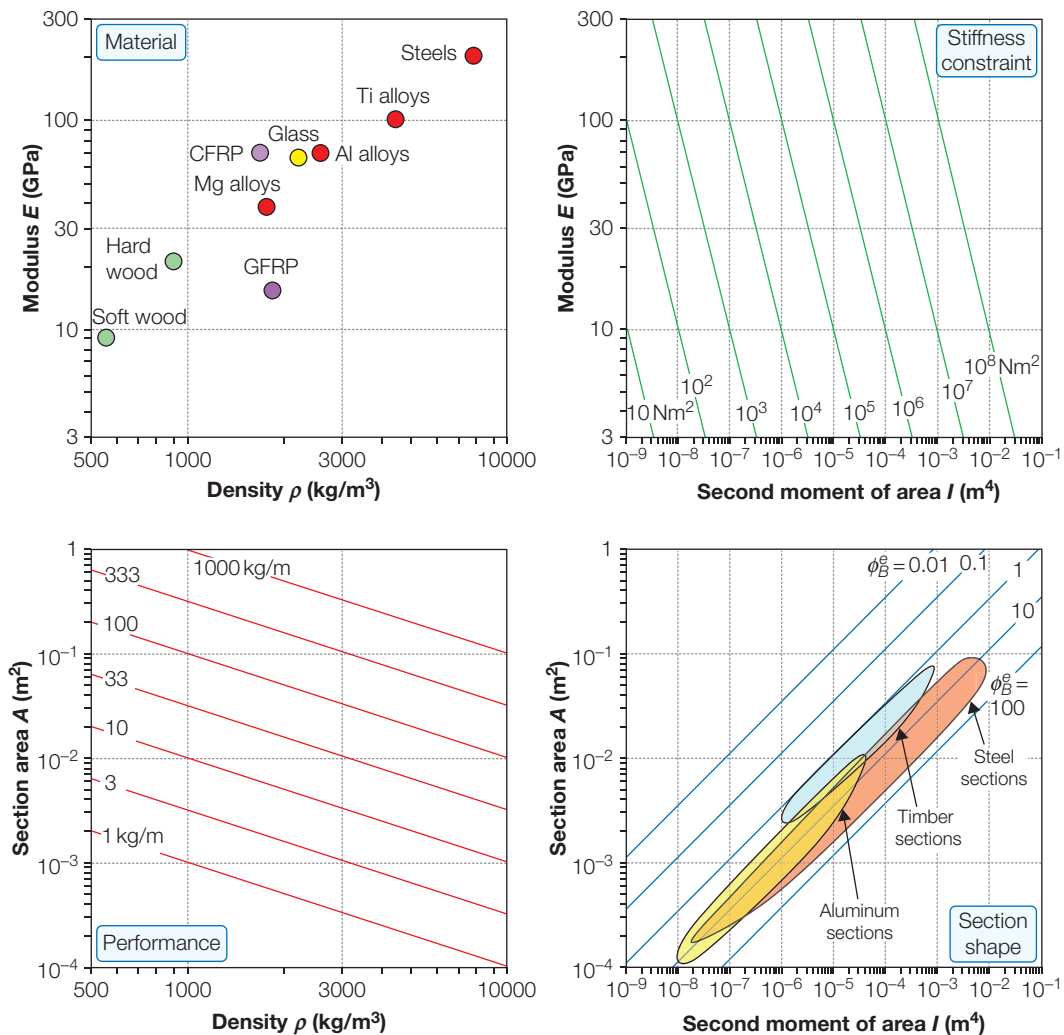 Material
Modulus E (GPa)
300
100
30
10
3
Steels
Ti alloys
Glass
CFRP
Al alloys
Mg alloys
Hard
wood
GFRP
Soft wood
500
1000
3000
10000
Density ρ (kg/m³)
Stiffness
constraint
Modulus E (GPa)
300
100
30
10
3
10 Nm²
10²
10³
10⁴
10⁵
10⁶
10⁷
10⁸ Nm²
10⁻⁹
10⁻⁸
10⁻⁷
10⁻⁶
10⁻⁵
10⁻⁴
10⁻³
10⁻²
10⁻¹
Second moment of area I (m⁴)
Section area A (m²)
1
10⁻¹
10⁻²
10⁻³
10⁻⁴
1000 kg/m
333
100
33
10
3
1 kg/m
Performance
500
1000
3000
10000
Density ρ (kg/m³)
Section area A (m²)
1
10⁻¹
10⁻²
10⁻³
10⁻⁴
ϕᵉ_B = 0.01
0.1
1
10
ϕᵉ_B =
100
Steel
sections
Timber
sections
Aluminum
sections
Section
shape
10⁻⁹
10⁻⁸
10⁻⁷
10⁻⁶
10⁻⁵
10⁻⁴
10⁻³
10⁻²
10⁻¹
Second moment of area I (m⁴)